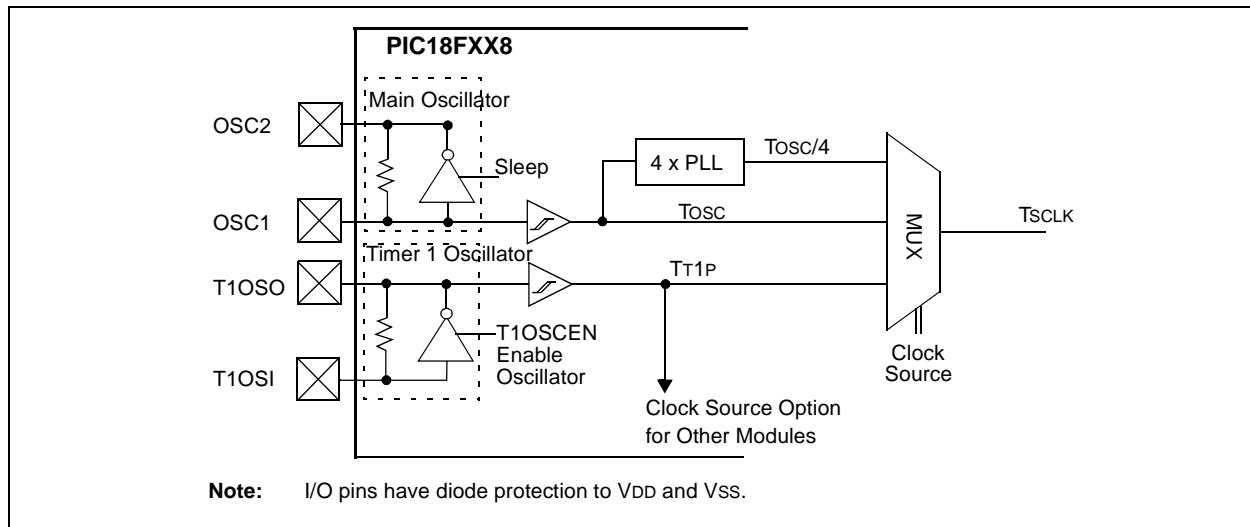 PIC18FXX8
Main Oscillator
OSC2
TOSC/4
4 x PLL
Sleep
OSC1
TOSC
TSCLK
MUX
Timer 1 Oscillator
TT1P
T1OSO
T1OSCEN
Enable
Oscillator
Clock
Source
T1OSI
Clock Source Option
for Other Modules
Note: I/O pins have diode protection to VDD and VSS.